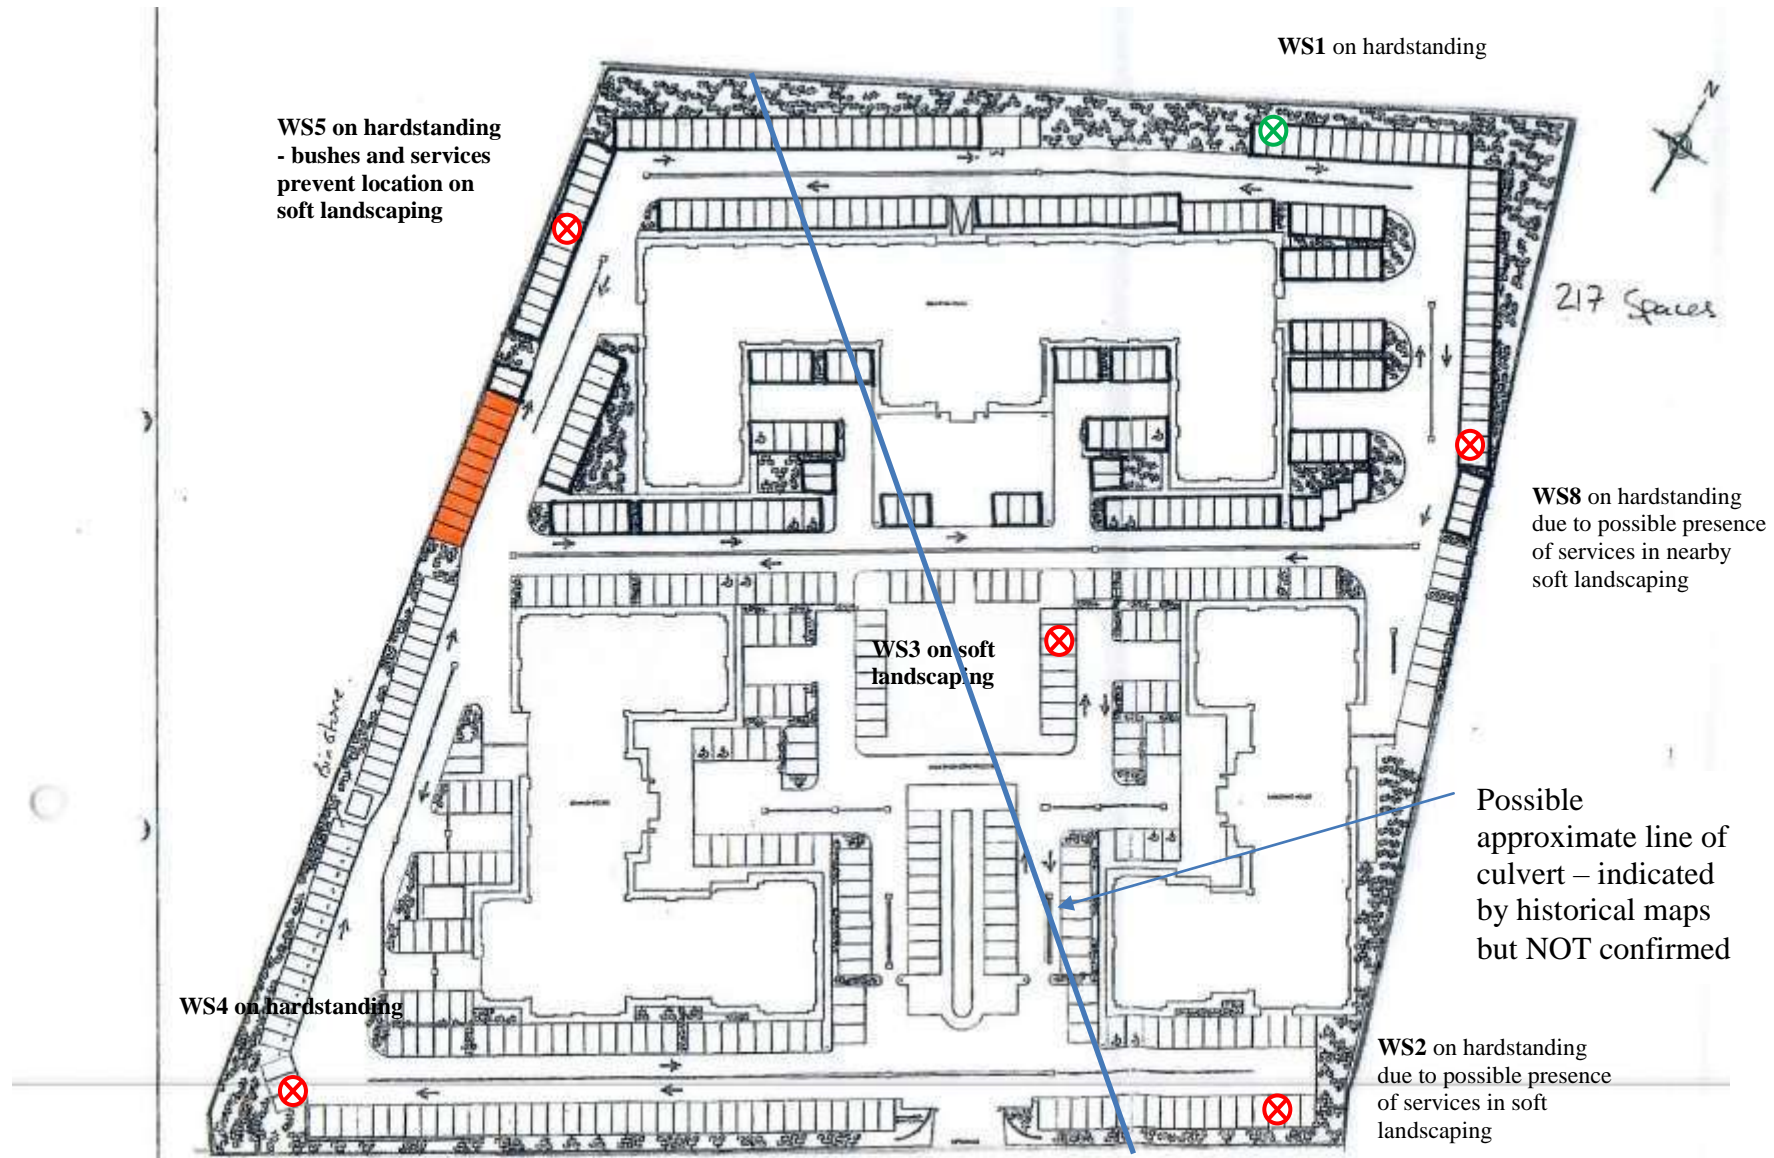 WS1 on hardstanding
N
WS5 on hardstanding
- bushes and services
prevent location on
soft landscaping
217 Spaces
WS8 on hardstanding
due to possible presence
of services in nearby
soft landscaping
WS3 on soft
landscaping
Bin Store.
Possible
approximate line of
culvert – indicated
by historical maps
but NOT confirmed
WS4 on hardstanding
WS2 on hardstanding
due to possible presence
of services in soft
landscaping